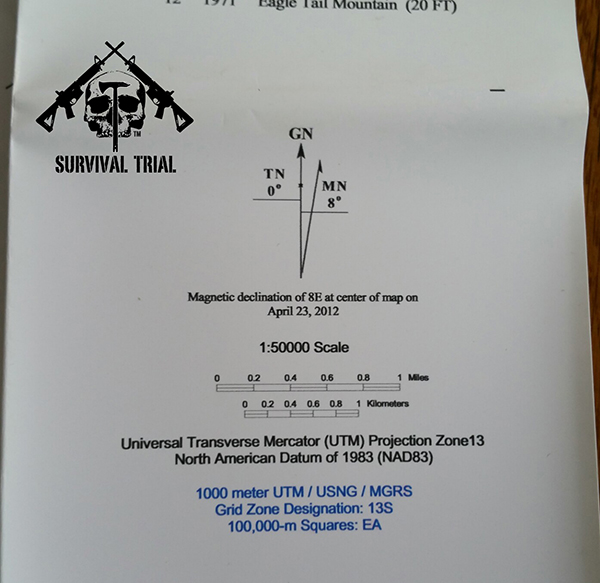 12 1971 Eagle Tail Mountain (20 FT)
SURVIVAL TRIAL
TM
GN
TN
0°
MN
8°
Magnetic declination of 8E at center of map on
April 23, 2012
1:50000 Scale
0 0.2 0.4 0.6 0.8 1 Miles
0 0.2 0.4 0.6 0.8 1 Kilometers
Universal Transverse Mercator (UTM) Projection Zone13
North American Datum of 1983 (NAD83)
1000 meter UTM / USNG / MGRS
Grid Zone Designation: 13S
100,000-m Squares: EA